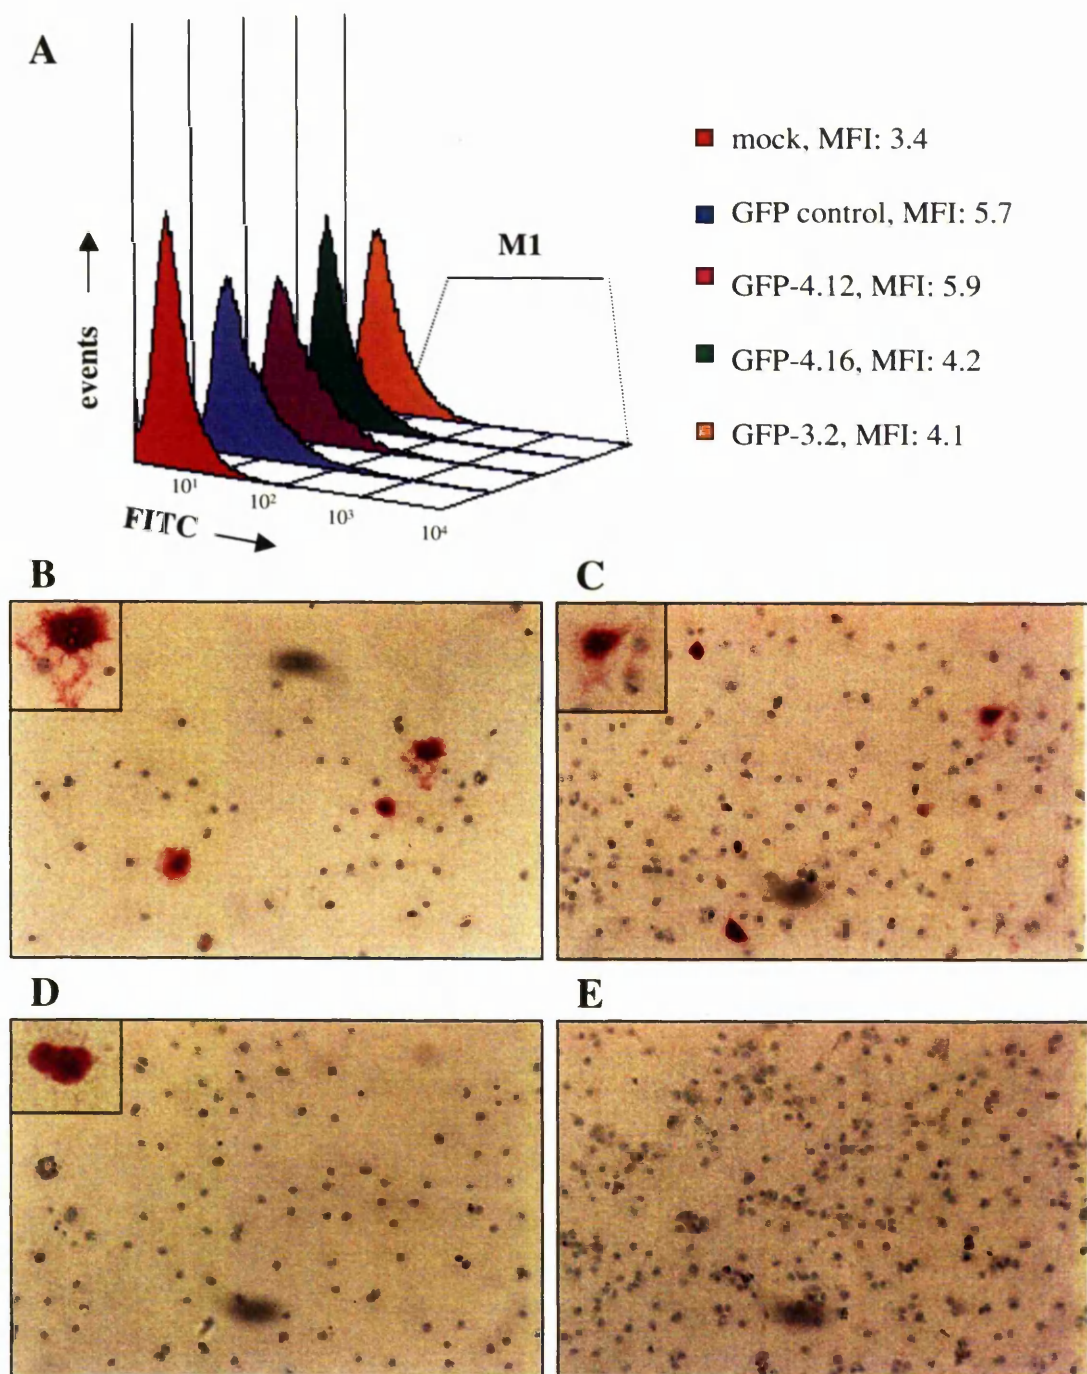 A
mock, MFI: 3.4
GFP control, MFI: 5.7
GFP-4.12, MFI: 5.9
GFP-4.16, MFI: 4.2
GFP-3.2, MFI: 4.1
M1
events
10¹
10²
10³
10⁴
FITC
B
C
D
E